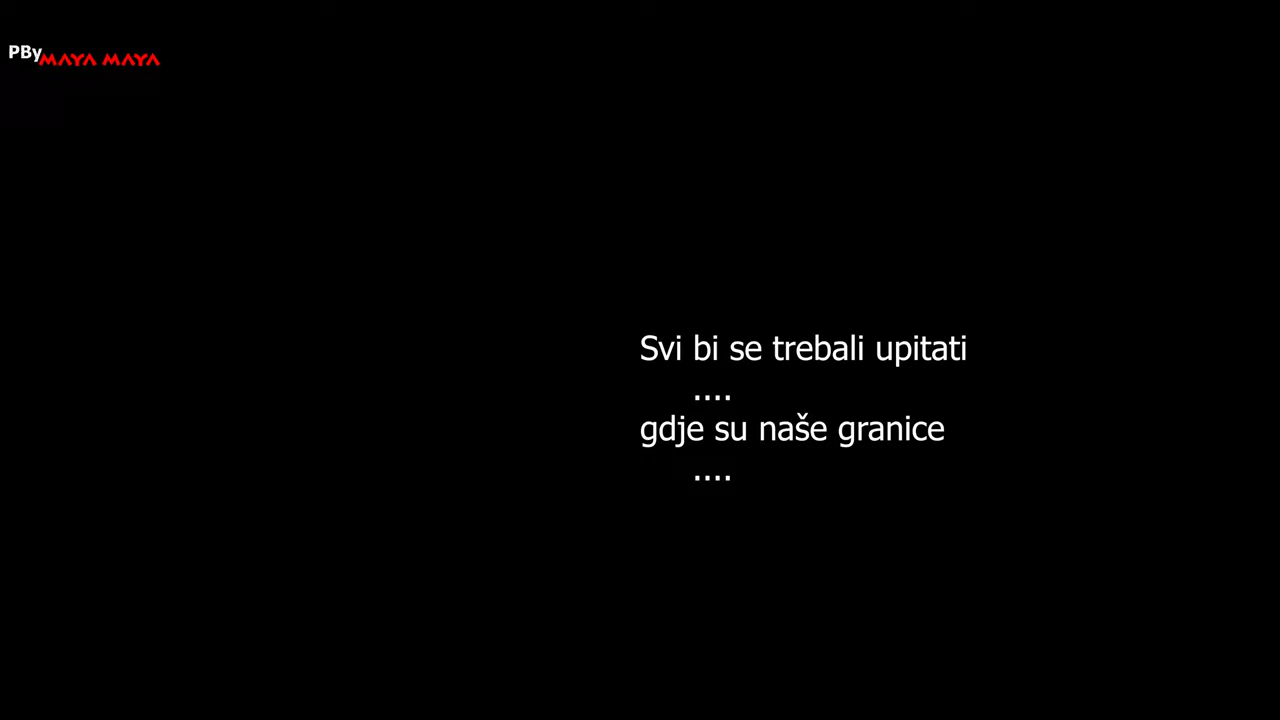 PBy MAYA MAYA
Svi bi se trebali upitati
....
gdje su naše granice
....